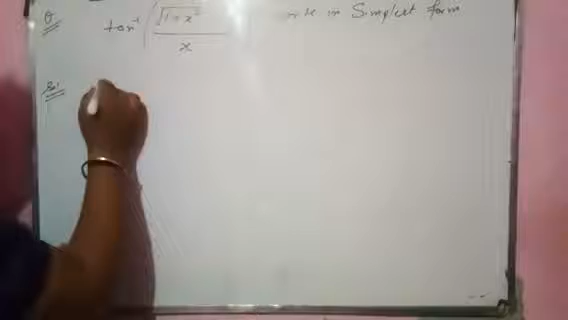 Q tan⁻¹ (√1+x² / x in Simplest form
Sol